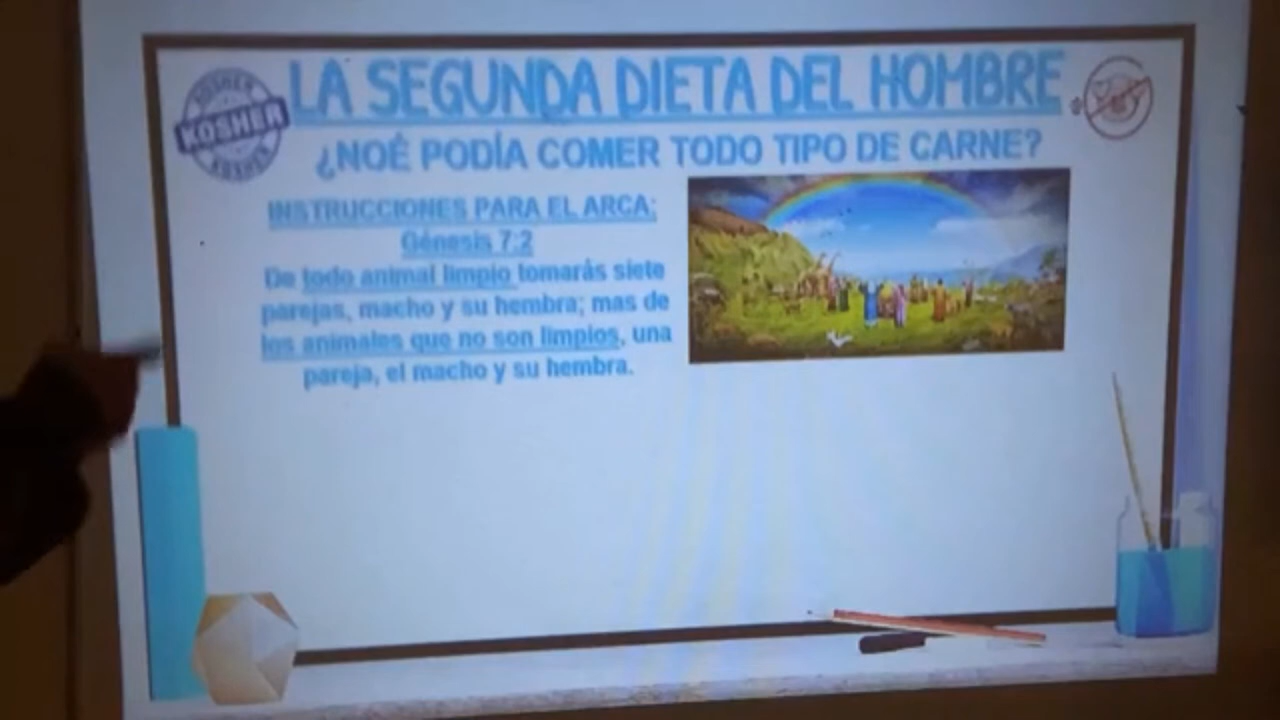 LA SEGUNDA DIETA DEL HOMBRE
KOSHER
KOSHER
KOSHER
¿NOÉ PODÍA COMER TODO TIPO DE CARNE?
INSTRUCCIONES PARA EL ARCA:
Génesis 7:2
De todo animal limpio tomarás siete
parejas, macho y su hembra; mas de
los animales que no son limpios, una
pareja, el macho y su hembra.